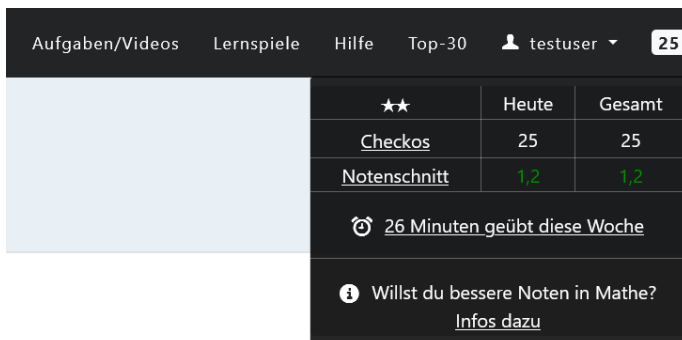 Aufgaben/Videos Lernspiele Hilfe Top-30 testuser 25
★★ Heute Gesamt
Checkos 25 25
Notenschnitt 1,2 1,2
26 Minuten geübt diese Woche
Willst du bessere Noten in Mathe?
Infos dazu